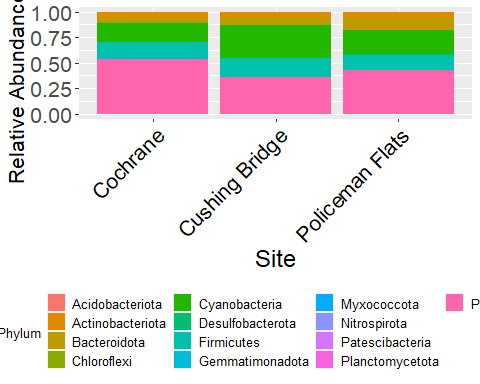 Relative Abundance
1.00
0.75
0.50
0.25
0.00
Cochrane
Cushing Bridge
Policeman Flats
Site
Phylum
Acidobacteriota
Actinobacteriota
Bacteroidota
Chloroflexi
Cyanobacteria
Desulfobacterota
Firmicutes
Gemmatimonadota
Myxococcota
Nitrospirota
Patescibacteria
Planctomycetota
P